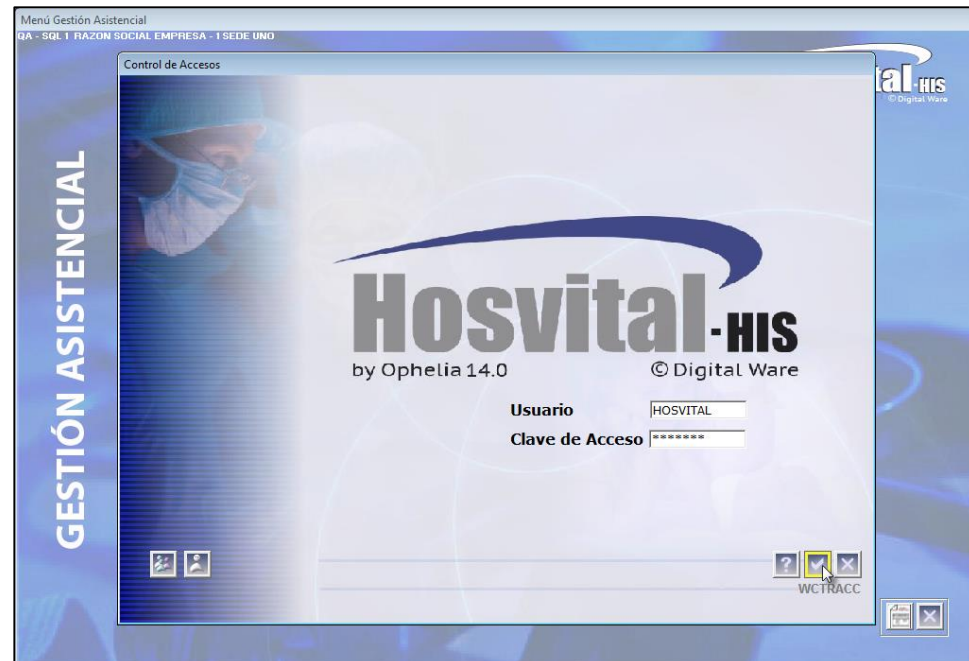 Menú Gestión Asistencial
QA - SQL 1 RAZON SOCIAL EMPRESA - 1 SEDE UNO
Control de Accesos
tal-HIS
© Digital Ware
GESTIÓN ASISTENCIAL
Hosvital-HIS
by Ophelia 14.0 © Digital Ware
Usuario HOSVITAL
Clave de Acceso *******
?
WCTRACC